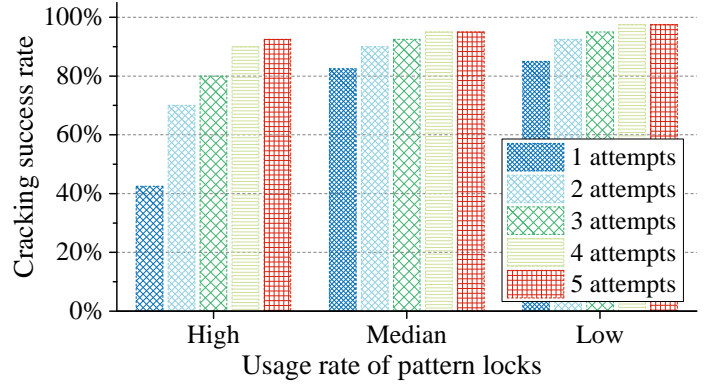 Cracking success rate
100%
80%
60%
40%
20%
0%
1 attempts
2 attempts
3 attempts
4 attempts
5 attempts
High
Median
Low
Usage rate of pattern locks